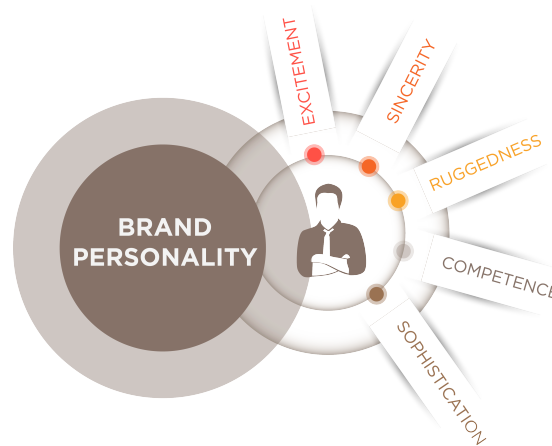 BRAND
PERSONALITY
EXCITEMENT
SINCERITY
RUGGEDNESS
COMPETENCE
SOPHISTICATION